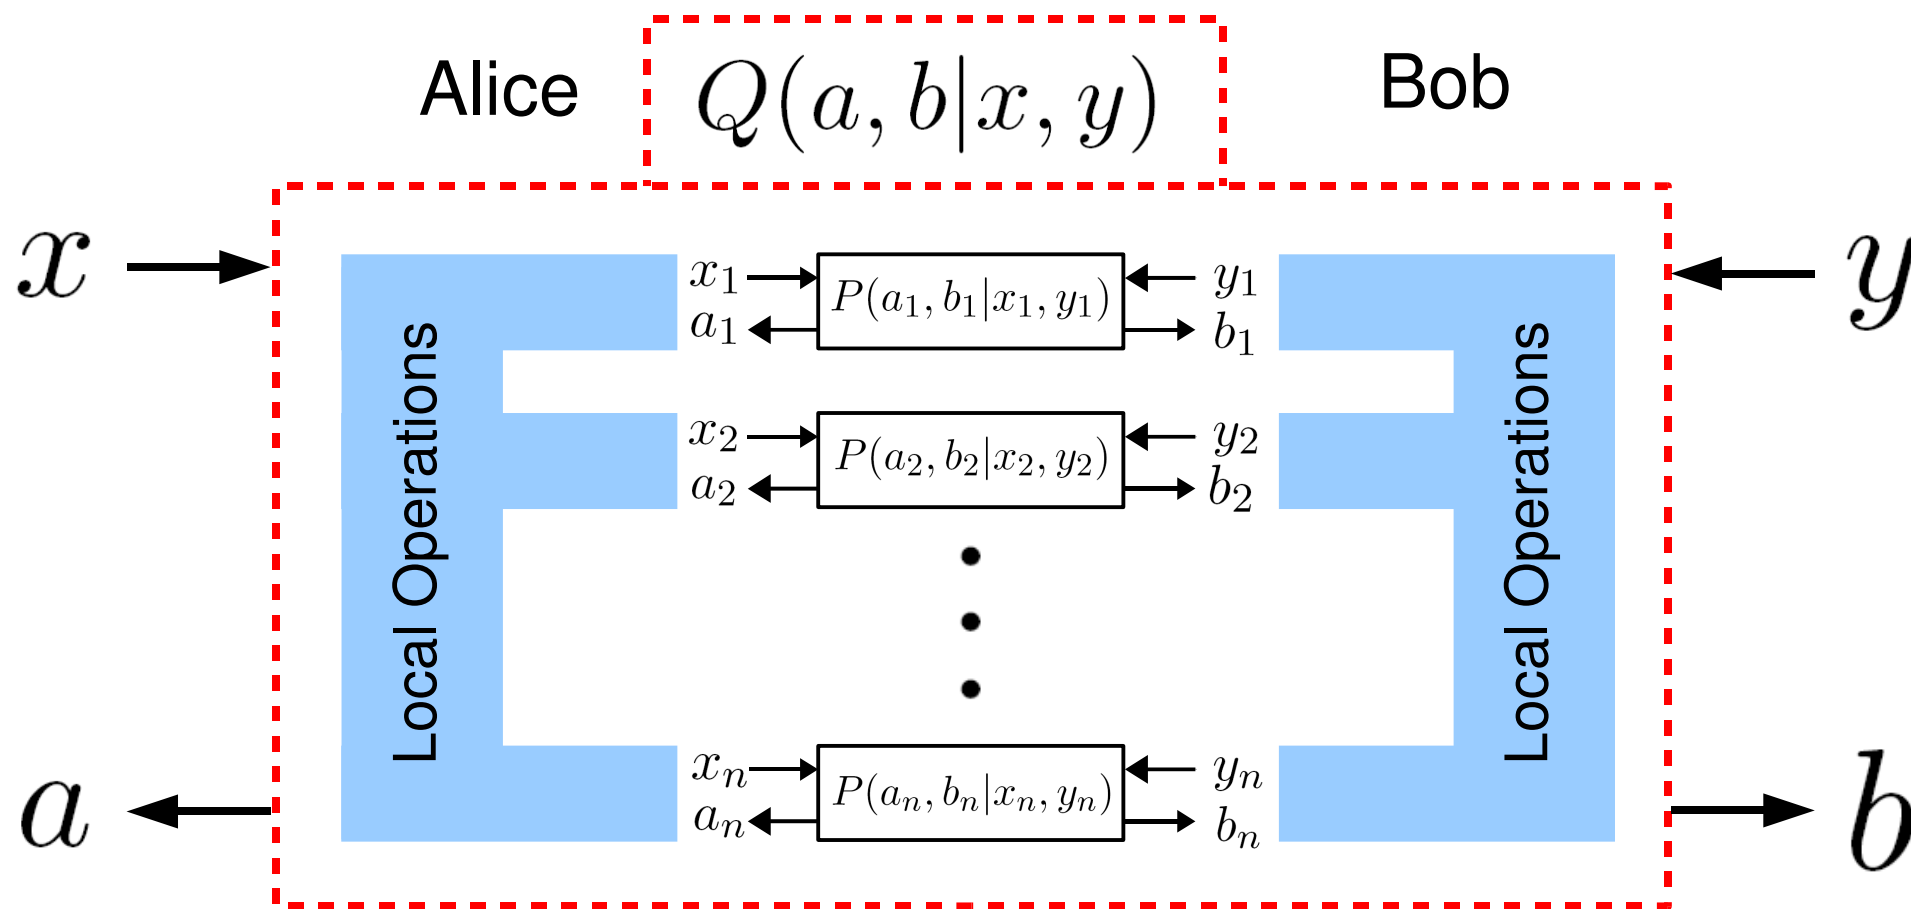 Alice
Q(a, b|x, y)
Bob
x
y
x₁
P(a₁, b₁|x₁, y₁)
y₁
a₁
b₁
x₂
P(a₂, b₂|x₂, y₂)
y₂
a₂
b₂
Local Operations
Local Operations
xₙ
P(aₙ, bₙ|xₙ, yₙ)
yₙ
aₙ
bₙ
a
b